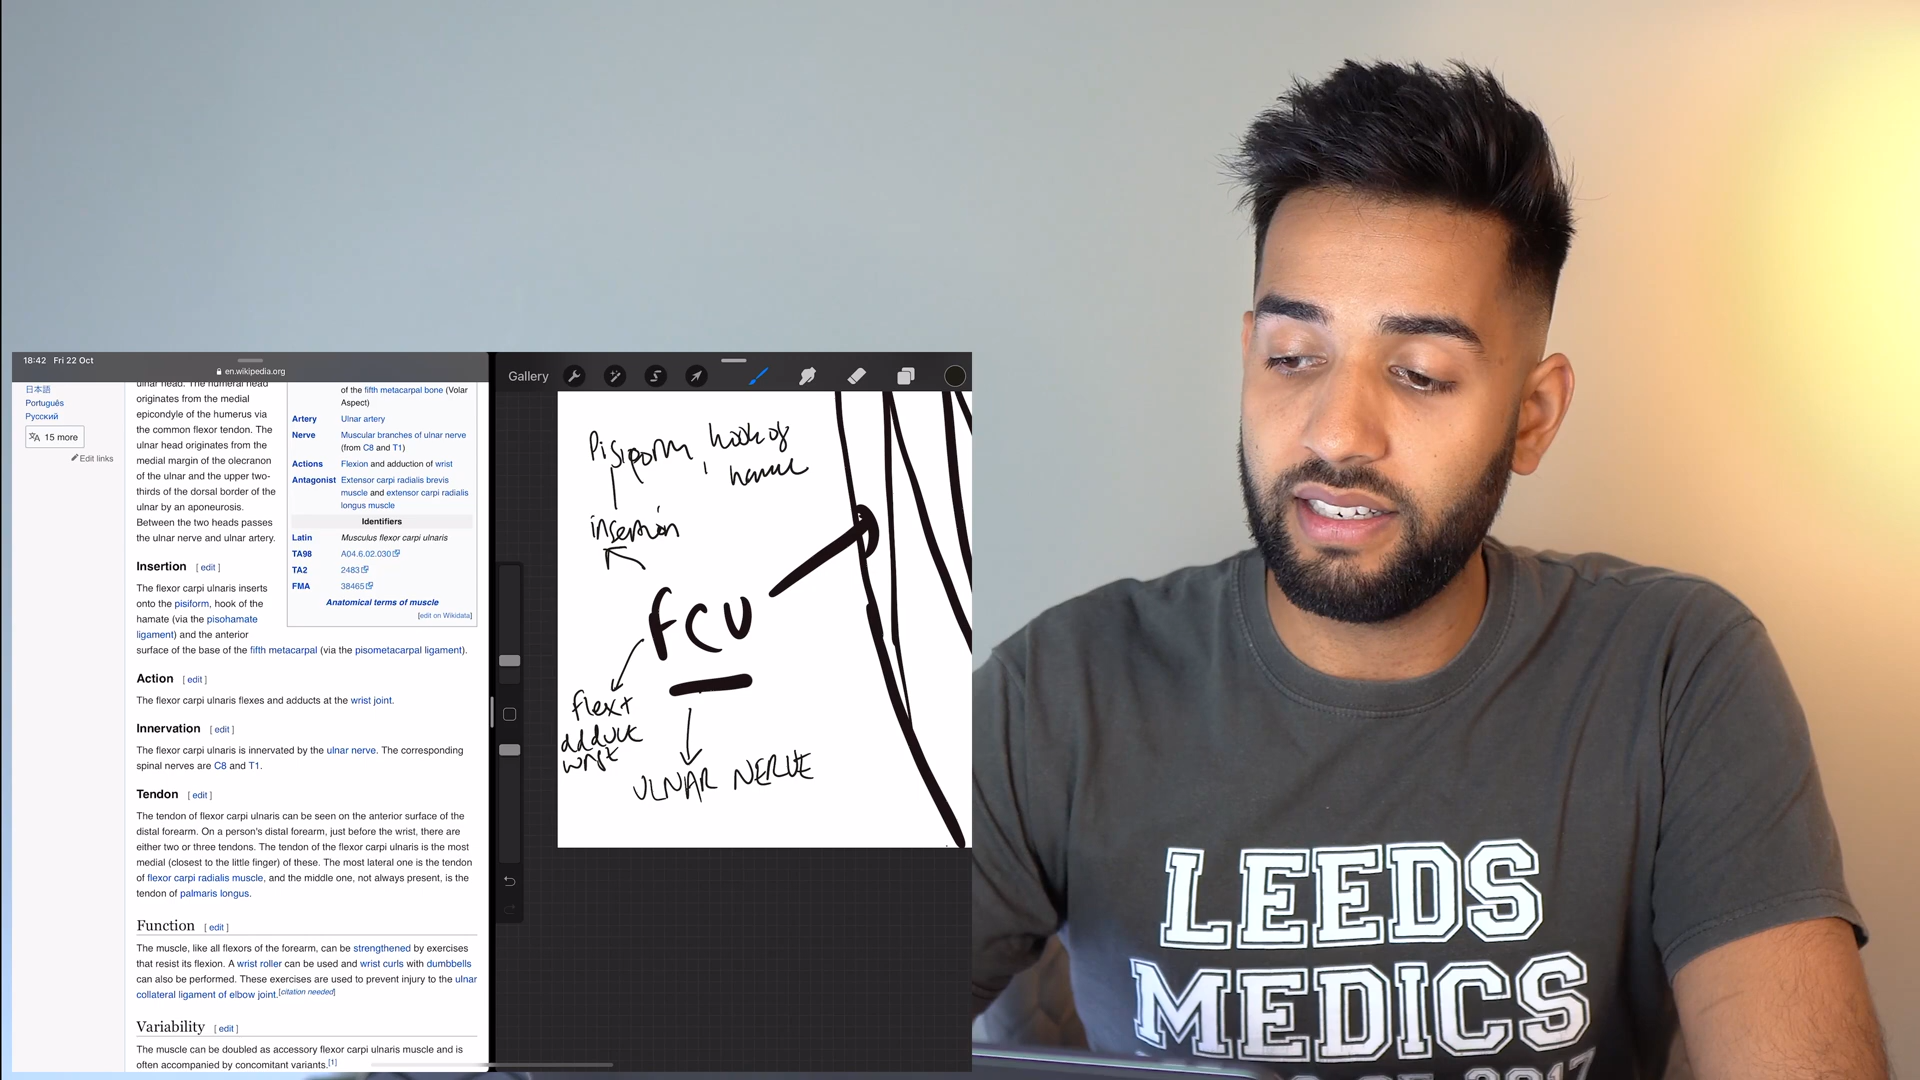 18:42 Fri 22 Oct
en.wikipedia.org
日本語
Português
Русский
15 more
Edit links
ulnar head. The humeral head
originates from the medial
epicondyle of the humerus via
the common flexor tendon. The
ulnar head originates from the
medial margin of the olecranon
of the ulnar and the upper two-
thirds of the dorsal border of the
ulnar by an aponeurosis.
Between the two heads passes
the ulnar nerve and ulnar artery.
of the fifth metacarpal bone (Volar
Aspect)
Artery Ulnar artery
Nerve Muscular branches of ulnar nerve
(from C8 and T1)
Actions Flexion and adduction of wrist
Antagonist Extensor carpi radialis brevis
muscle and extensor carpi radialis
longus muscle
Identifiers
Latin Musculus flexor carpi ulnaris
TA98 A04.6.02.030
TA2 2483
FMA 38465
Anatomical terms of muscle
[edit on Wikidata]
Insertion [ edit ]
The flexor carpi ulnaris inserts
onto the pisiform, hook of the
hamate (via the pisohamate
ligament) and the anterior
surface of the base of the fifth metacarpal (via the pisometacarpal ligament).
Action [ edit ]
The flexor carpi ulnaris flexes and adducts at the wrist joint.
Innervation [ edit ]
The flexor carpi ulnaris is innervated by the ulnar nerve. The corresponding
spinal nerves are C8 and T1.
Tendon [ edit ]
The tendon of flexor carpi ulnaris can be seen on the anterior surface of the
distal forearm. On a person's distal forearm, just before the wrist, there are
either two or three tendons. The tendon of the flexor carpi ulnaris is the most
medial (closest to the little finger) of these. The most lateral one is the tendon
of flexor carpi radialis muscle, and the middle one, not always present, is the
tendon of palmaris longus.
Function [ edit ]
The muscle, like all flexors of the forearm, can be strengthened by exercises
that resist its flexion. A wrist roller can be used and wrist curls with dumbbells
can also be performed. These exercises are used to prevent injury to the ulnar
collateral ligament of elbow joint.[citation needed]
Variability [ edit ]
The muscle can be doubled as accessory flexor carpi ulnaris muscle and is
often accompanied by concomitant variants.[1]
Gallery
Pisiform, hook of
insertion
FCU
flex +
adduct
wrist
ULNAR NERVE
LEEDS
MEDICS
2017